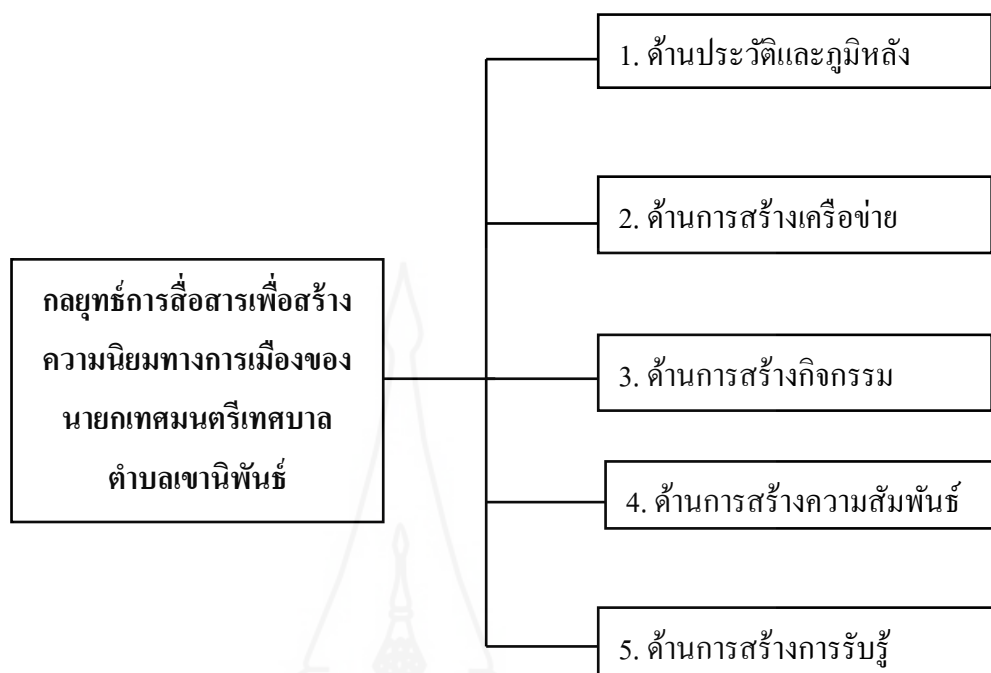 1. ด้านประวัติและภูมิหลัง
2. ด้านการสร้างเครือข่าย
กลยุทธ์การสื่อสารเพื่อสร้าง
ความนิยมทางการเมืองของ
นายกเทศมนตรีเทศบาล
ตำบลเขานิพันธ์
3. ด้านการสร้างกิจกรรม
4. ด้านการสร้างความสัมพันธ์
5. ด้านการสร้างการรับรู้